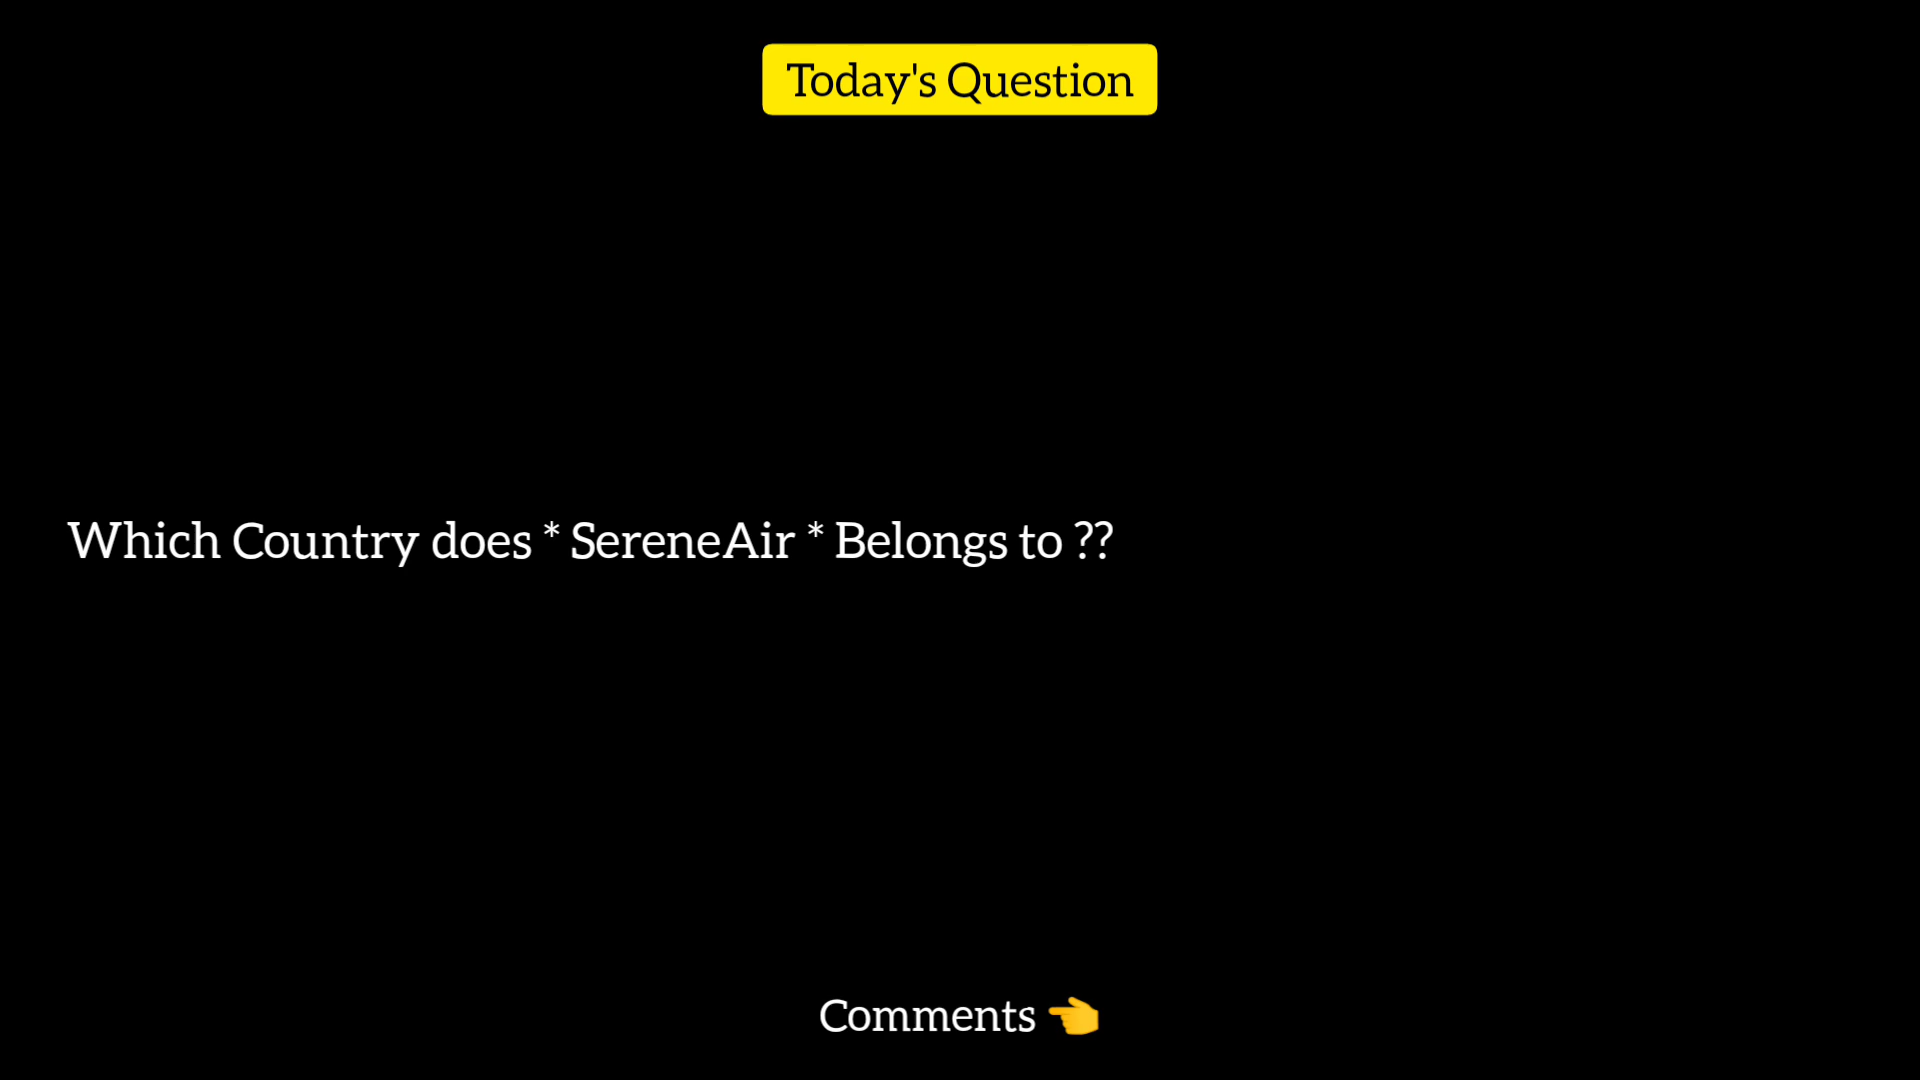 Today's Question
Which Country does * SereneAir * Belongs to ??
Comments 👈